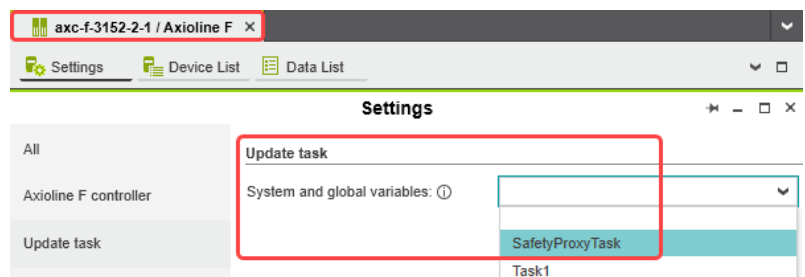 axc-f-3152-2-1 / Axioline F
Settings Device List Data List
Settings
All
Update task
Axioline F controller
System and global variables:
Update task
SafetyProxyTask
Task1